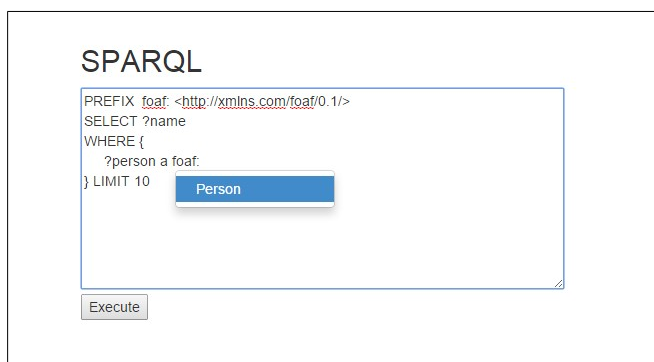 SPARQL
PREFIX  foaf: <http://xmlns.com/foaf/0.1/>
SELECT ?name
WHERE {
     ?person a foaf:
} LIMIT 10
Person
Execute